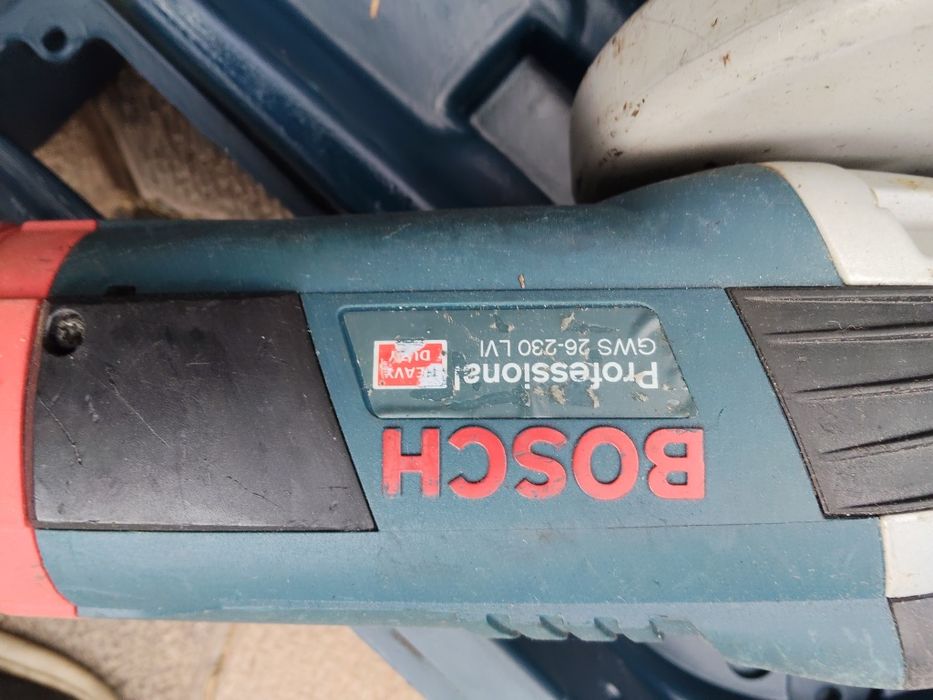 BOSCH
Professional
GWS 26-230 LVI
HEAVY
DUTY